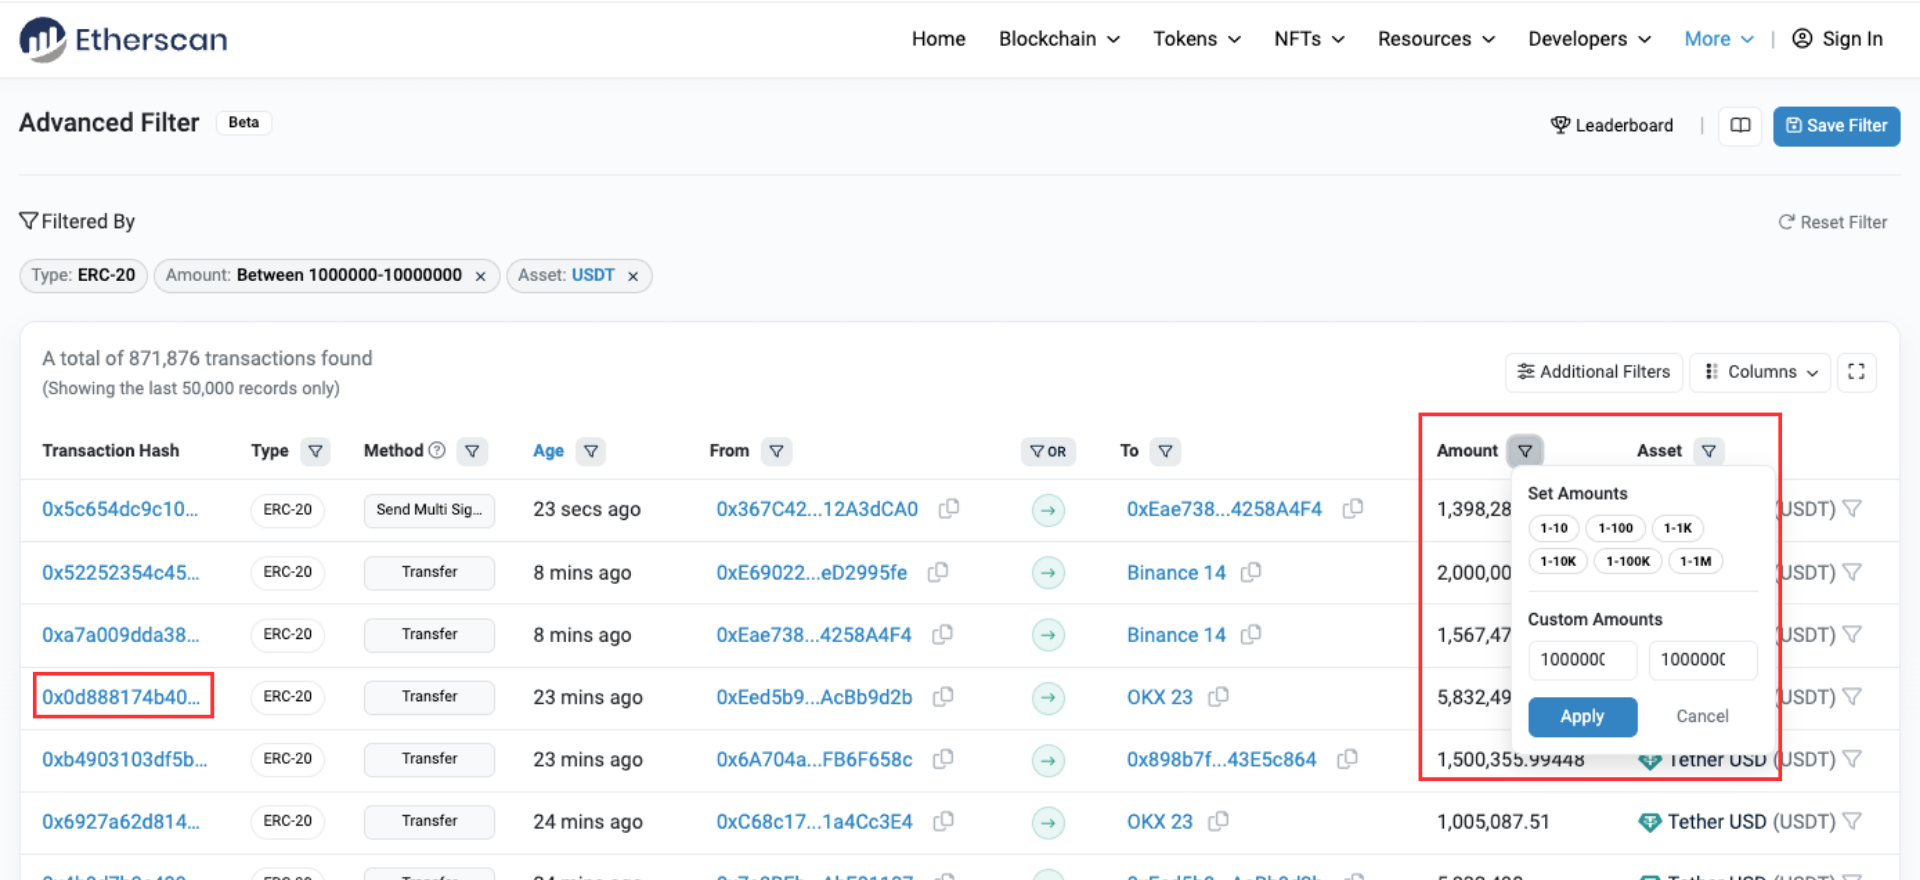 Etherscan
Home Blockchain Tokens NFTs Resources Developers More | Sign In
Advanced Filter Beta
Leaderboard | Save Filter
Filtered By
Reset Filter
Type: ERC-20 Amount: Between 1000000-10000000 × Asset: USDT ×
A total of 871,876 transactions found
(Showing the last 50,000 records only)
Additional Filters Columns
Transaction Hash Type Method Age From OR To Amount Asset
0x5c654dc9c10... ERC-20 Send Multi Sig... 23 secs ago 0x367C42...12A3dCA0 0xEae738...4258A4F4 1,398,28 (USDT)
0x52252354c45... ERC-20 Transfer 8 mins ago 0xE69022...eD2995fe Binance 14 2,000,00 (USDT)
0xa7a009dda38... ERC-20 Transfer 8 mins ago 0xEae738...4258A4F4 Binance 14 1,567,47 (USDT)
0x0d888174b40... ERC-20 Transfer 23 mins ago 0xEed5b9...AcBb9d2b OKX 23 5,832,49 (USDT)
0xb4903103df5b... ERC-20 Transfer 23 mins ago 0x6A704a...FB6F658c 0x898b7f...43E5c864 1,500,355.99448 Tether USD (USDT)
0x6927a62d814... ERC-20 Transfer 24 mins ago 0xC68c17...1a4Cc3E4 OKX 23 1,005,087.51 Tether USD (USDT)
Set Amounts
1-10 1-100 1-1K
1-10K 1-100K 1-1M
Custom Amounts
1000000 1000000
Apply Cancel